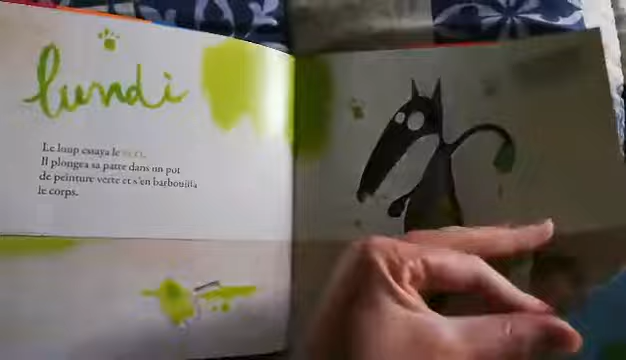 lundi
Le loup essaya le vert.
Il plongea sa patte dans un pot
de peinture verte et s'en barbouilla
le corps.